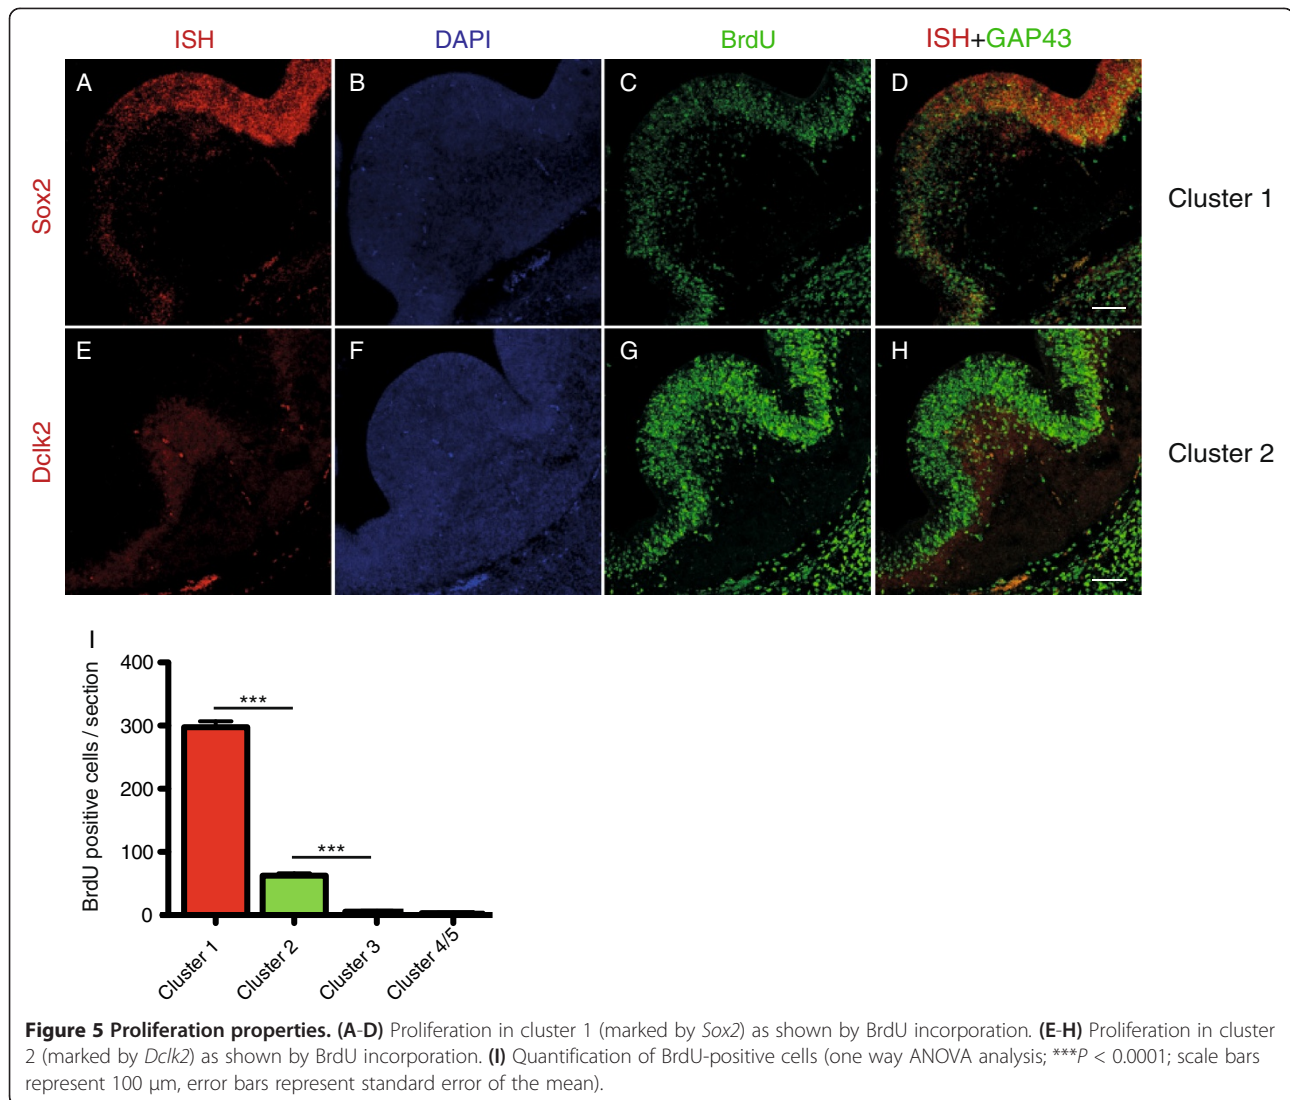 ISH DAPI BrdU ISH+GAP43
A B C D
Sox2
Cluster 1
E F G H
Dclk2
Cluster 2
I
BrdU positive cells / section
400
300
200
100
0
***
***
Cluster 1 Cluster 2 Cluster 3 Cluster 4/5
Figure 5 Proliferation properties. (A-D) Proliferation in cluster 1 (marked by Sox2) as shown by BrdU incorporation. (E-H) Proliferation in cluster
2 (marked by Dclk2) as shown by BrdU incorporation. (I) Quantification of BrdU-positive cells (one way ANOVA analysis; ***P < 0.0001; scale bars
represent 100 μm, error bars represent standard error of the mean).